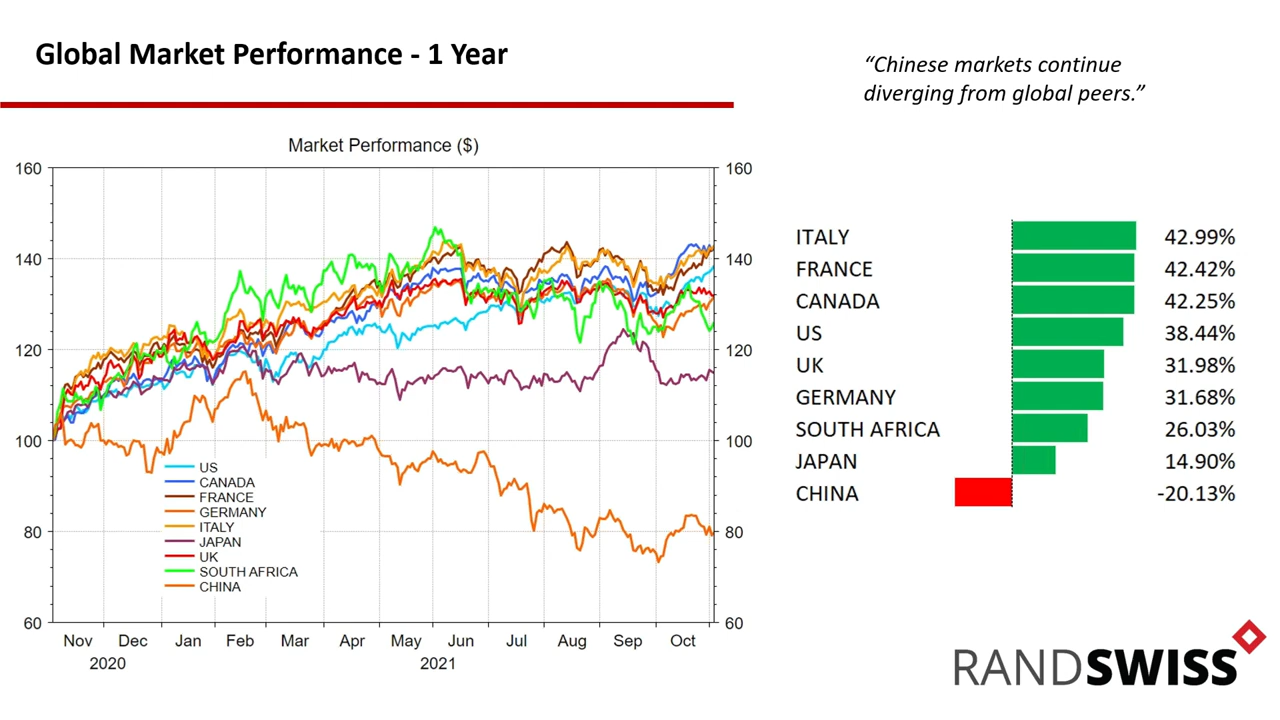 Global Market Performance - 1 Year
“Chinese markets continue
diverging from global peers.”
Market Performance ($)
160 160
140 140
120 120
100 100
80 80
60 60
US
CANADA
FRANCE
GERMANY
ITALY
JAPAN
UK
SOUTH AFRICA
CHINA
Nov Dec Jan Feb Mar Apr May Jun Jul Aug Sep Oct
2020 2021
ITALY 42.99%
FRANCE 42.42%
CANADA 42.25%
US 38.44%
UK 31.98%
GERMANY 31.68%
SOUTH AFRICA 26.03%
JAPAN 14.90%
CHINA -20.13%
RANDSWISS